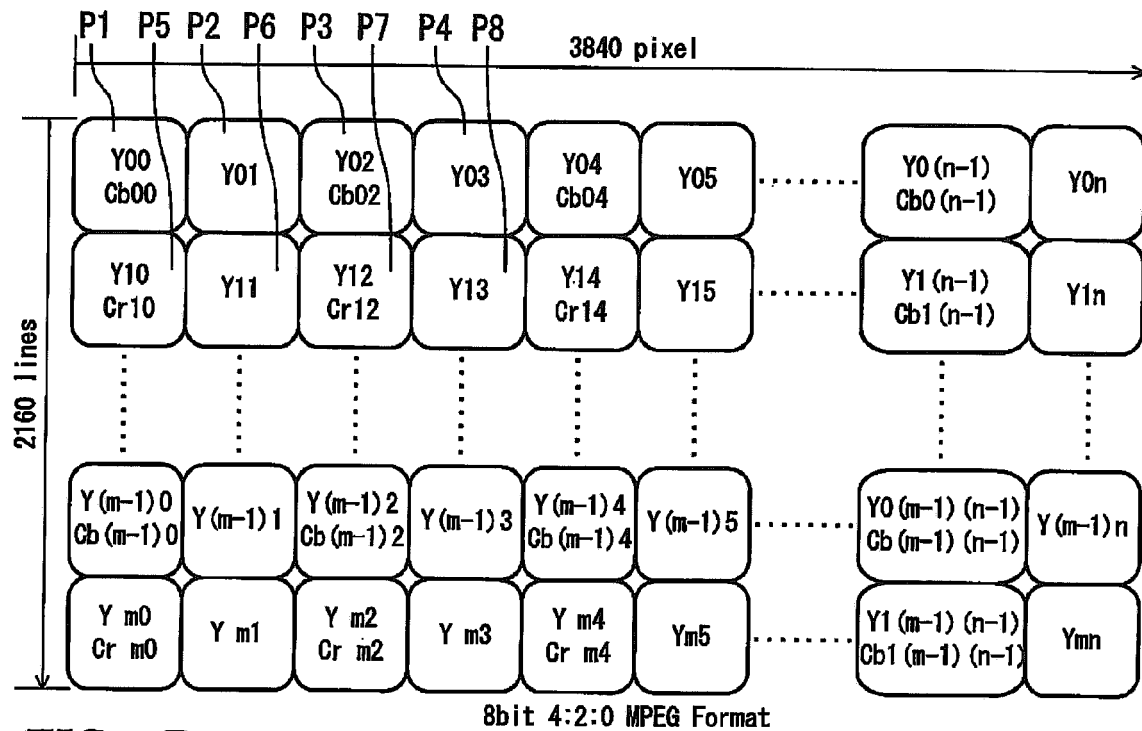 P1 P5 P2 P6 P3 P7 P4 P8
3840 pixel
2160 lines
Y00 Y01 Y02 Y03 Y04 Y05 Y0(n-1) Y0n
Cb00 Cb02 Cb04 Cb0(n-1)
Y10 Y11 Y12 Y13 Y14 Y15 Y1(n-1) Y1n
Cr10 Cr12 Cr14 Cb1(n-1)
Y(m-1)0 Y(m-1)1 Y(m-1)2 Y(m-1)3 Y(m-1)4 Y(m-1)5 Y0(m-1)(n-1) Y(m-1)n
Cb(m-1)0 Cb(m-1)2 Cb(m-1)4 Cb(m-1)(n-1)
Y m0 Y m1 Y m2 Y m3 Y m4 Ym5 Y1(m-1)(n-1) Ymn
Cr m0 Cr m2 Cr m4 Cb1(m-1)(n-1)
8bit 4:2:0 MPEG Format